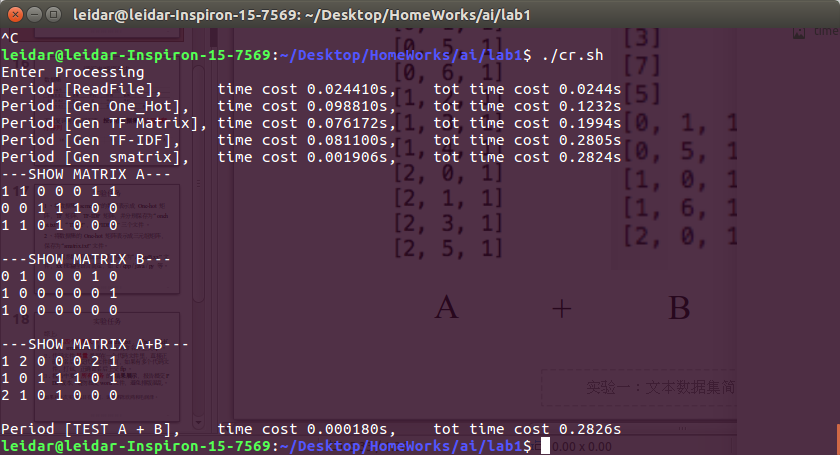 leidar@leidar-Inspiron-15-7569: ~/Desktop/HomeWorks/ai/lab1
^C
leidar@leidar-Inspiron-15-7569:~/Desktop/HomeWorks/ai/lab1$ ./cr.sh
Enter Processing
Period [ReadFile], time cost 0.024410s, tot time cost 0.0244s
Period [Gen One_Hot], time cost 0.098810s, tot time cost 0.1232s
Period [Gen TF Matrix], time cost 0.076172s, tot time cost 0.1994s
Period [Gen TF-IDF], time cost 0.081100s, tot time cost 0.2805s
Period [Gen smatrix], time cost 0.001906s, tot time cost 0.2824s
---SHOW MATRIX A---
1 1 0 0 0 1 1
0 0 1 1 1 0 0
1 1 0 1 0 0 0
---SHOW MATRIX B---
0 1 0 0 0 1 0
1 0 0 0 0 0 1
1 0 0 0 0 0 0
---SHOW MATRIX A+B---
1 2 0 0 0 2 1
1 0 1 1 1 0 1
2 1 0 1 0 0 0
Period [TEST A + B], time cost 0.000180s, tot time cost 0.2826s
leidar@leidar-Inspiron-15-7569:~/Desktop/HomeWorks/ai/lab1$
time
[0, 5, 1]
[0, 6, 1]
[2, 0, 1]
[2, 1, 1]
[2, 3, 1]
[2, 5, 1]
[3]
[7]
[5]
[0, 1, 1
[0, 5, 1
[1, 0, 1
[1, 6, 1
[2, 0, 1
A + B
实验一：文本数据集简
18
0.00 x 0.00